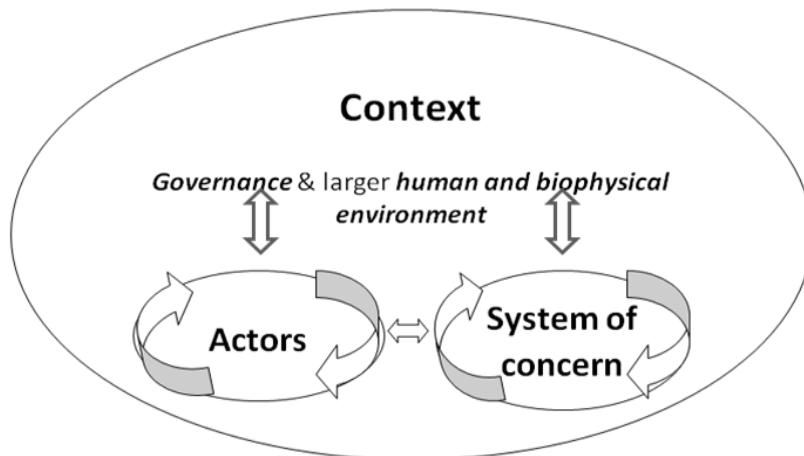 Context
Governance & larger human and biophysical
environment
Actors
System of
concern